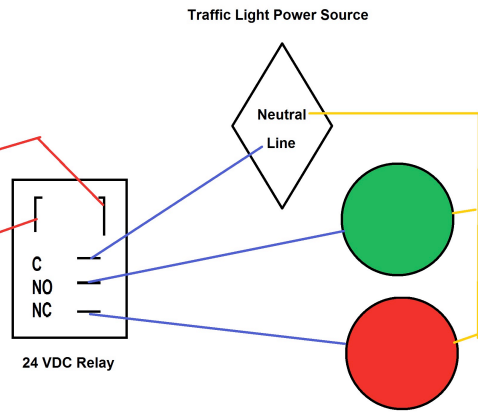 Traffic Light Power Source
Neutral
Line
C
NO
NC
24 VDC Relay